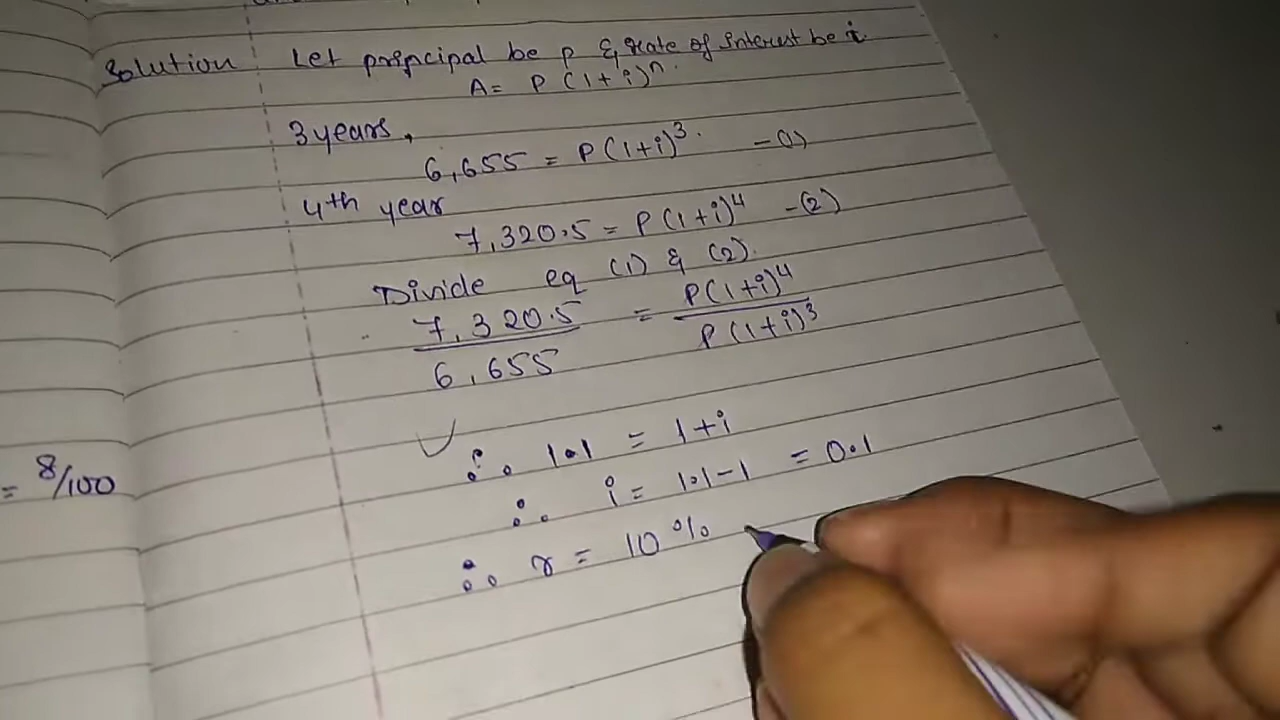 Solution Let principal be p & Rate of interest be i.
A = P (1+i)ⁿ.
3 years,
6,655 = P(1+i)³. -(1)
4th year
7,320.5 = P(1+i)⁴ -(2)
Divide eq (1) & (2).
7,320.5 = P(1+i)⁴
6,655 P(1+i)³
∴ 1.1 = 1+i
= 8/100
∴ i = 1.1-1 = 0.1
∴ r = 10%